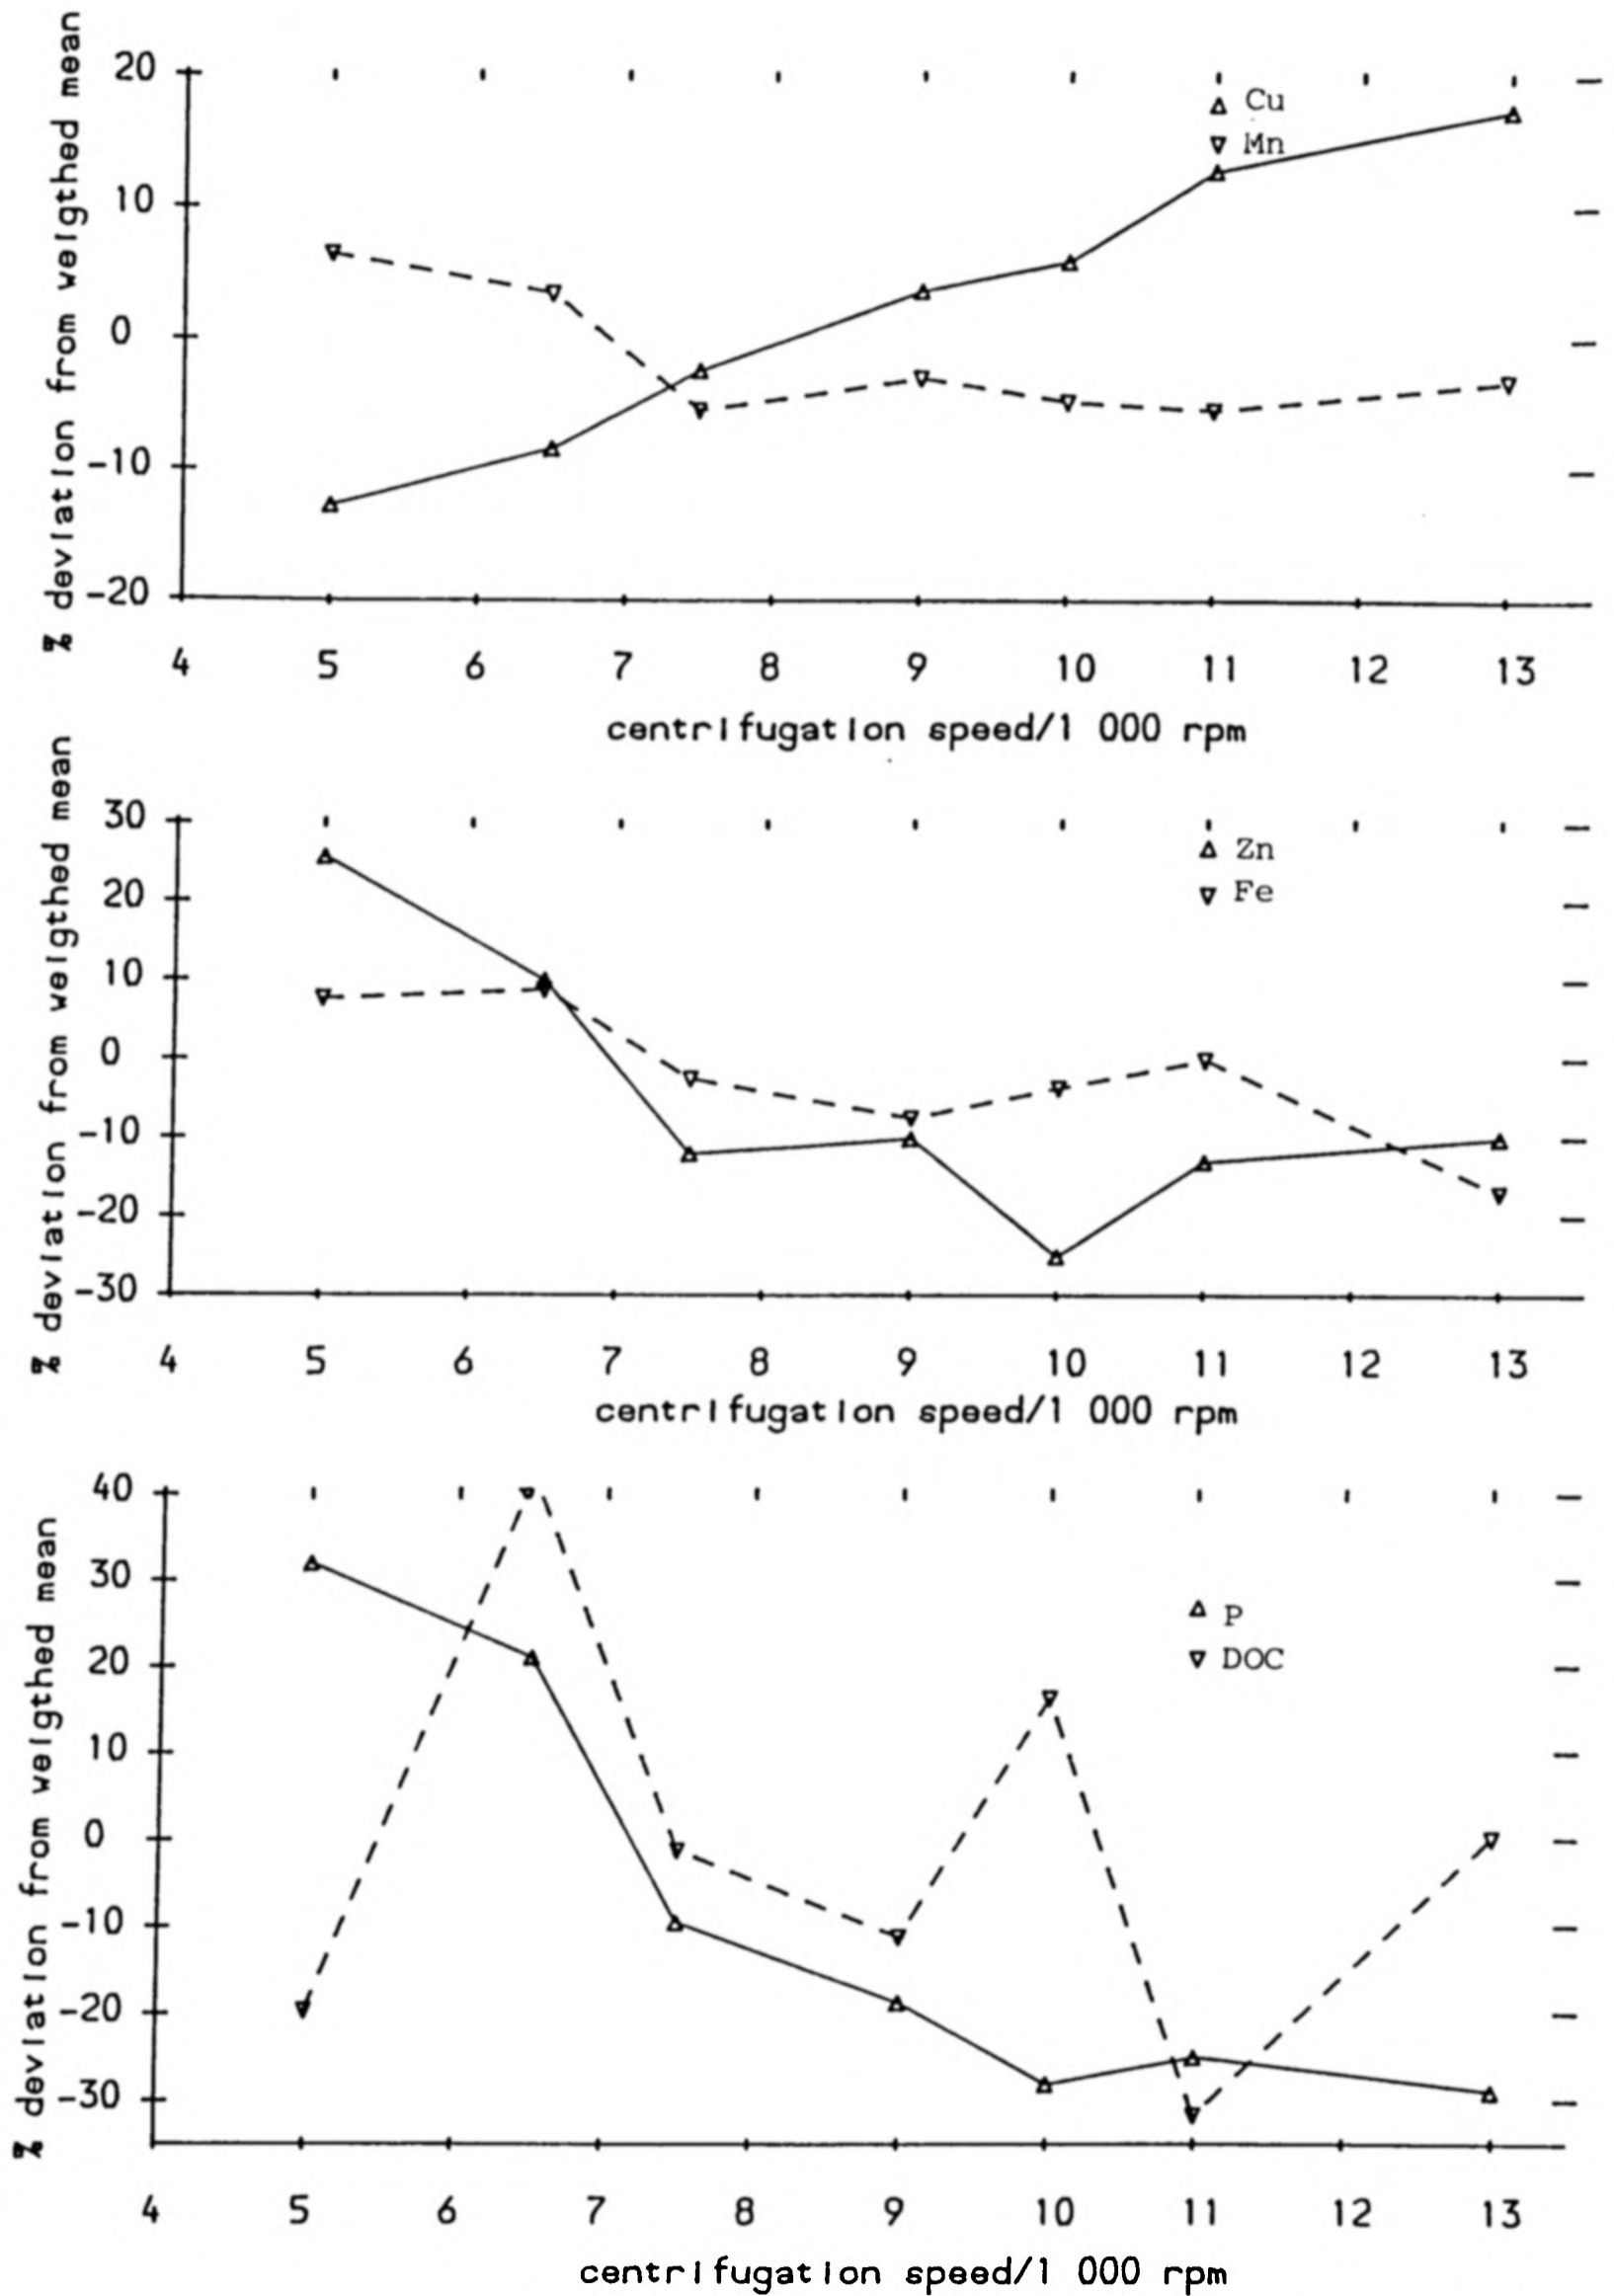 % deviation from weigthed mean
20
10
0
-10
-20
Cu
Mn
4 5 6 7 8 9 10 11 12 13
centrifugation speed/1 000 rpm
% deviation from weigthed mean
30
20
10
0
-10
-20
-30
Zn
Fe
4 5 6 7 8 9 10 11 12 13
centrifugation speed/1 000 rpm
% deviation from weigthed mean
40
30
20
10
0
-10
-20
-30
P
DOC
4 5 6 7 8 9 10 11 12 13
centrifugation speed/1 000 rpm